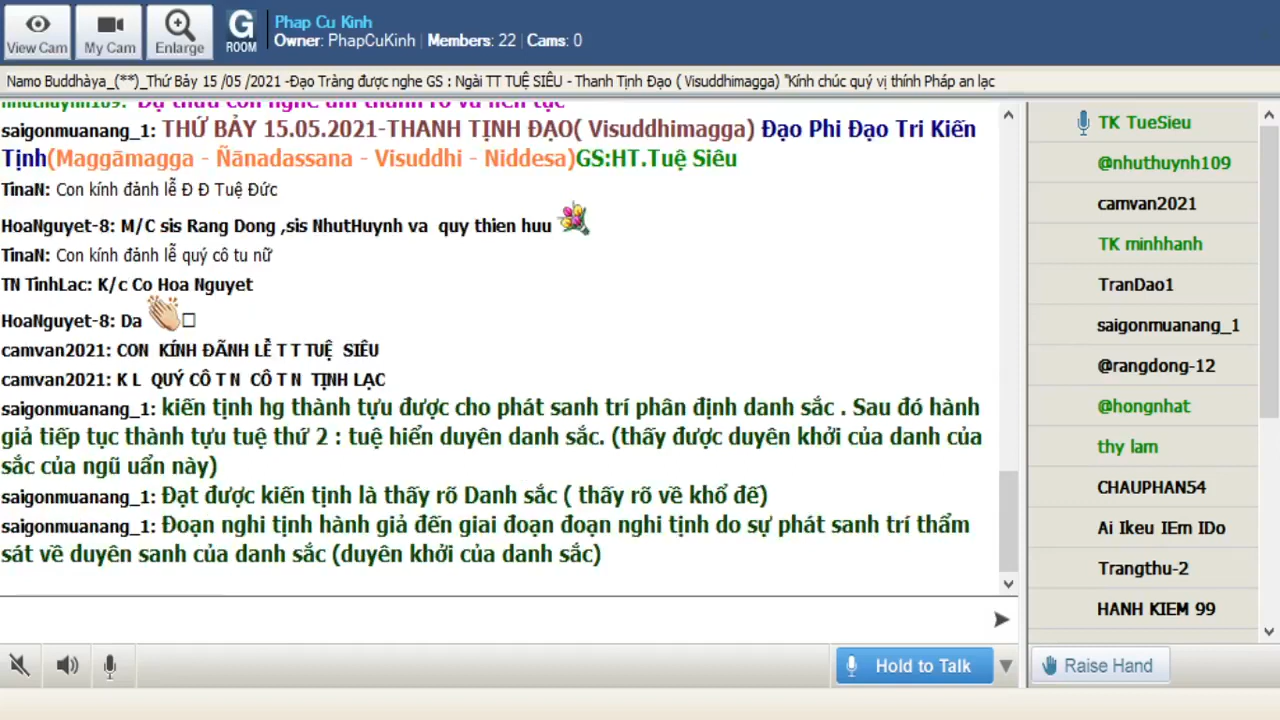 Phap Cu Kinh
Owner: PhapCuKinh | Members: 22 | Cams: 0
View Cam
My Cam
Enlarge
G
ROOM
Namo Buddhàya_(**)_Thứ Bảy 15 /05 /2021 -Đạo Tràng được nghe GS : Ngài TT TUỆ SIÊU - Thanh Tịnh Đạo ( Visuddhimagga) "Kính chúc quý vị thính Pháp an lạc
nhuthuynh109: Dạ thưa con nghe âm thanh rõ và liên tục
saigonmuanang_1: THỨ BẢY 15.05.2021-THANH TỊNH ĐẠO( Visuddhimagga) Đạo Phi Đạo Tri Kiến
Tịnh(Maggāmagga - Ñānadassana - Visuddhi - Niddesa)GS:HT.Tuệ Siêu
TinaN: Con kính đảnh lễ Đ Đ Tuệ Đức
HoaNguyet-8: M/C sis Rang Dong ,sis NhutHuynh va quy thien huu
TinaN: Con kính đảnh lễ quý cô tu nữ
TN TinhLac: K/c Co Hoa Nguyet
HoaNguyet-8: Da
camvan2021: CON KÍNH ĐÃNH LỄ T T TUỆ SIÊU
camvan2021: K L QUÝ CÔ T N CÔ T N TỊNH LẠC
saigonmuanang_1: kiến tịnh hg thành tựu được cho phát sanh trí phân định danh sắc . Sau đó hành
giả tiếp tục thành tựu tuệ thứ 2 : tuệ hiển duyên danh sắc. (thấy được duyên khởi của danh của
sắc của ngũ uẩn này)
saigonmuanang_1: Đạt được kiến tịnh là thấy rõ Danh sắc ( thấy rõ về khổ đế)
saigonmuanang_1: Đoạn nghi tịnh hành giả đến giai đoạn đoạn nghi tịnh do sự phát sanh trí thẩm
sát về duyên sanh của danh sắc (duyên khởi của danh sắc)
TK TueSieu
@nhuthuynh109
camvan2021
TK minhhanh
TranDao1
saigonmuanang_1
@rangdong-12
@hongnhat
thy lam
CHAUPHAN54
Ai Ikeu IEm IDo
Trangthu-2
HANH KIEM 99
Hold to Talk
Raise Hand